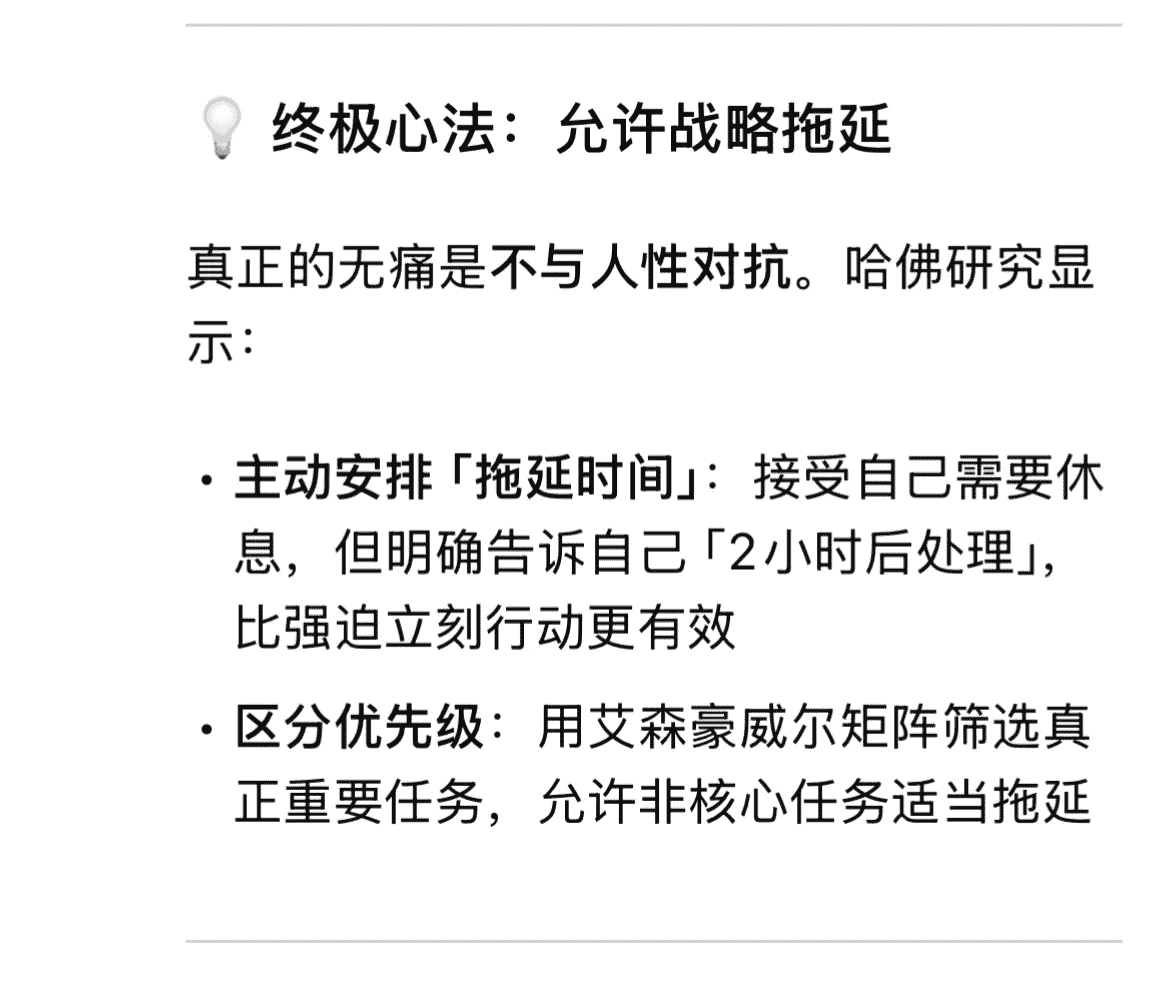 💡 终极心法：允许战略拖延
真正的无痛是不与人性对抗。哈佛研究显
示：
• 主动安排「拖延时间」：接受自己需要休
息，但明确告诉自己「2小时后处理」，
比强迫立刻行动更有效
• 区分优先级：用艾森豪威尔矩阵筛选真
正重要任务，允许非核心任务适当拖延